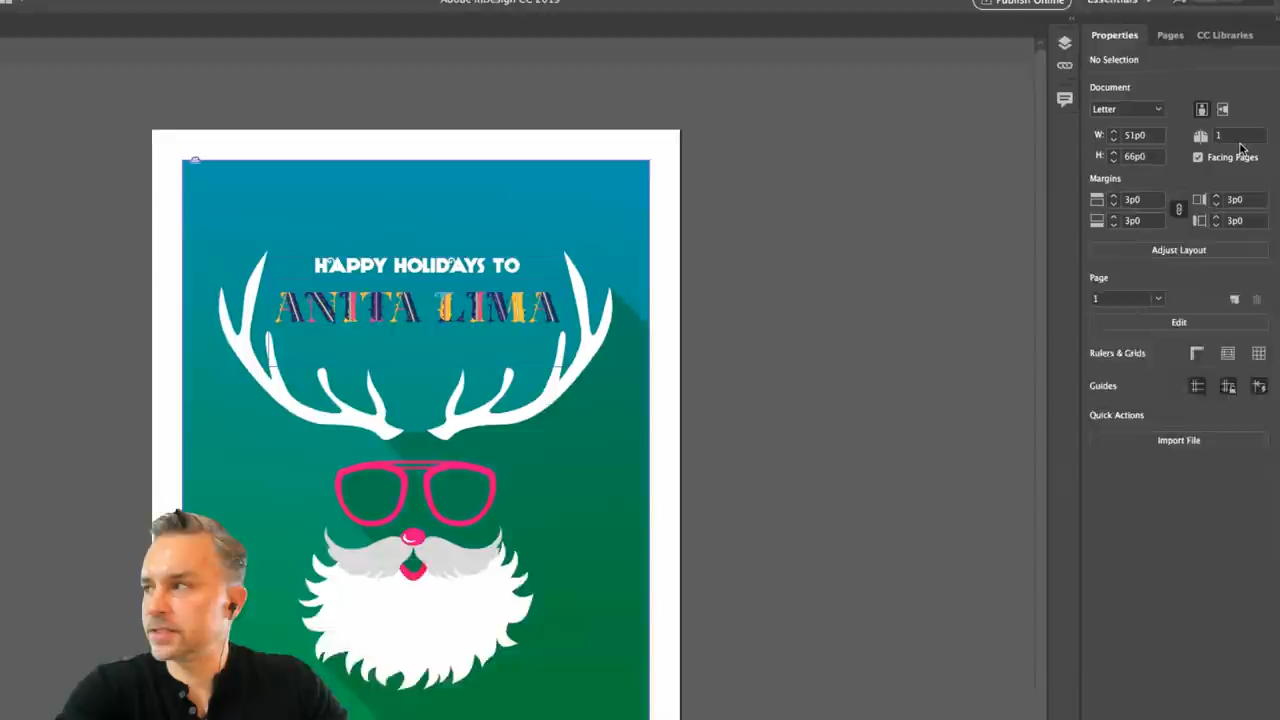 Adobe InDesign CC 2019
Publish Online
Essentials
Properties
Pages
CC Libraries
No Selection
Document
Letter
W: 51p0
1
H: 66p0
Facing Pages
Margins
3p0
3p0
3p0
3p0
Adjust Layout
Page
1
Edit
Rulers & Grids
Guides
Quick Actions
Import File
HAPPY HOLIDAYS TO
ANITA LIMA